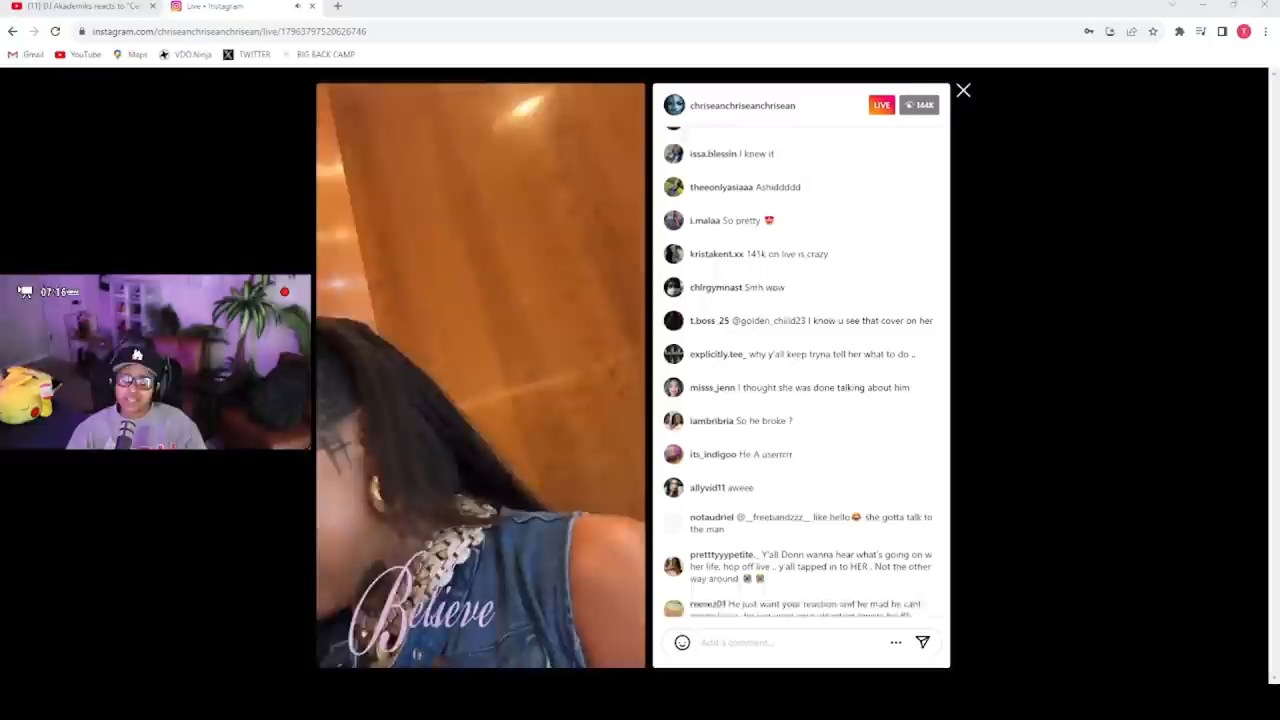 (11) DJ Akademiks reacts to "Cu
Live • Instagram
instagram.com/chriseanchriseanchrisean/live/17963797520626746
Gmail
YouTube
Maps
VDO.Ninja
TWITTER
BIG BACK CAMP
chriseanchriseanchrisean
LIVE
144K
issa.blessin I knew it
theeonlyasiaaa Ashiddddd
i.malaa So pretty 😍
kristakent.xx 141k on live is crazy
chlrgymnast Smh wow
t.boss_25 @golden_chiild23 I know u see that cover on her
explicitly.tee_ why y'all keep tryna tell her what to do ..
misss_jenn I thought she was done talking about him
iambribria So he broke ?
its_indigoo He A userrrrr
allyvid11 aweee
notaudriel @__freebandzzz__ like hello😂 she gotta talk to
the man
pretttyyypetite._ Y'all Donn wanna hear what's going on w
her life, hop off live .. y'all tapped in to HER . Not the other
way around
He just want your reaction and he mad he cant
Add a comment...
07:16
LA
Believe